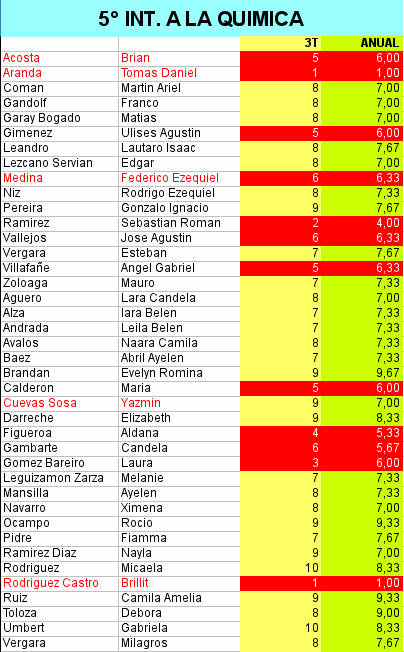 5º INT. A LA QUIMICA
3T ANUAL
Acosta Brian 5 6,00
Aranda Tomas Daniel 1 1,00
Coman Martin Ariel 8 7,00
Gandolf Franco 8 7,00
Garay Bogado Matias 8 7,00
Gimenez Ulises Agustin 5 6,00
Leandro Lautaro Isaac 8 7,67
Lezcano Servian Edgar 8 7,00
Medina Federico Ezequiel 6 6,33
Niz Rodrigo Ezequiel 8 7,33
Pereira Gonzalo Ignacio 9 7,67
Ramirez Sebastian Roman 2 4,00
Vallejos Jose Agustin 6 6,33
Vergara Esteban 7 7,67
Villafañe Angel Gabriel 5 6,33
Zoloaga Mauro 7 7,33
Aguero Lara Candela 8 7,00
Alza Iara Belen 7 7,33
Andrada Leila Belen 7 7,33
Avalos Naara Camila 8 7,33
Baez Abril Ayelen 7 7,33
Brandan Evelyn Romina 9 9,67
Calderon Maria 5 6,00
Cuevas Sosa Yazmin 9 7,00
Darreche Elizabeth 9 8,33
Figueroa Aldana 4 5,33
Gambarte Candela 6 5,67
Gomez Bareiro Laura 3 6,00
Leguizamon Zarza Melanie 7 7,33
Mansilla Ayelen 8 7,33
Navarro Ximena 8 7,00
Ocampo Rocio 9 9,33
Pidre Fiamma 7 7,67
Ramirez Diaz Nayla 9 7,00
Rodriguez Micaela 10 8,33
Rodriguez Castro Brillit 1 1,00
Ruiz Camila Amelia 9 9,33
Toloza Debora 8 9,00
Umbert Gabriela 10 8,33
Vergara Milagros 8 7,67